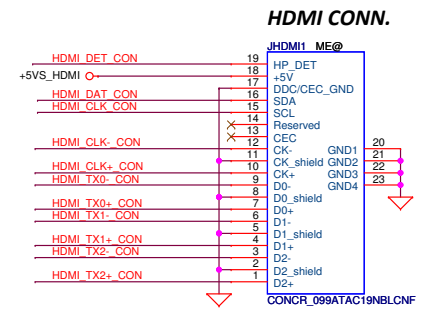 HDMI CONN.
JHDMI1 ME@
HDMI_DET_CON 19 HP_DET
+5VS_HDMI 18 +5V
17 DDC/CEC_GND
HDMI_DAT_CON 16 SDA
HDMI_CLK_CON 15 SCL
14 Reserved
13 CEC
HDMI_CLK-_CON 12 CK- GND1 20
11 CK_shield GND2 21
HDMI_CLK+_CON 10 CK+ GND3 22
HDMI_TX0-_CON 9 D0- GND4 23
8 D0_shield
HDMI_TX0+_CON 7 D0+
HDMI_TX1-_CON 6 D1-
5 D1_shield
HDMI_TX1+_CON 4 D1+
HDMI_TX2-_CON 3 D2-
2 D2_shield
HDMI_TX2+_CON 1 D2+
CONCR_099ATAC19NBLCNF